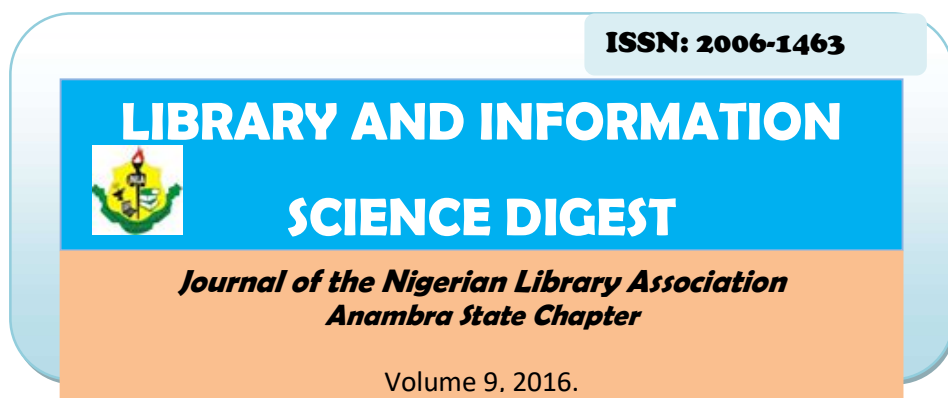 ISSN: 2006-1463
LIBRARY AND INFORMATION
SCIENCE DIGEST
Journal of the Nigerian Library Association
Anambra State Chapter
Volume 9, 2016.